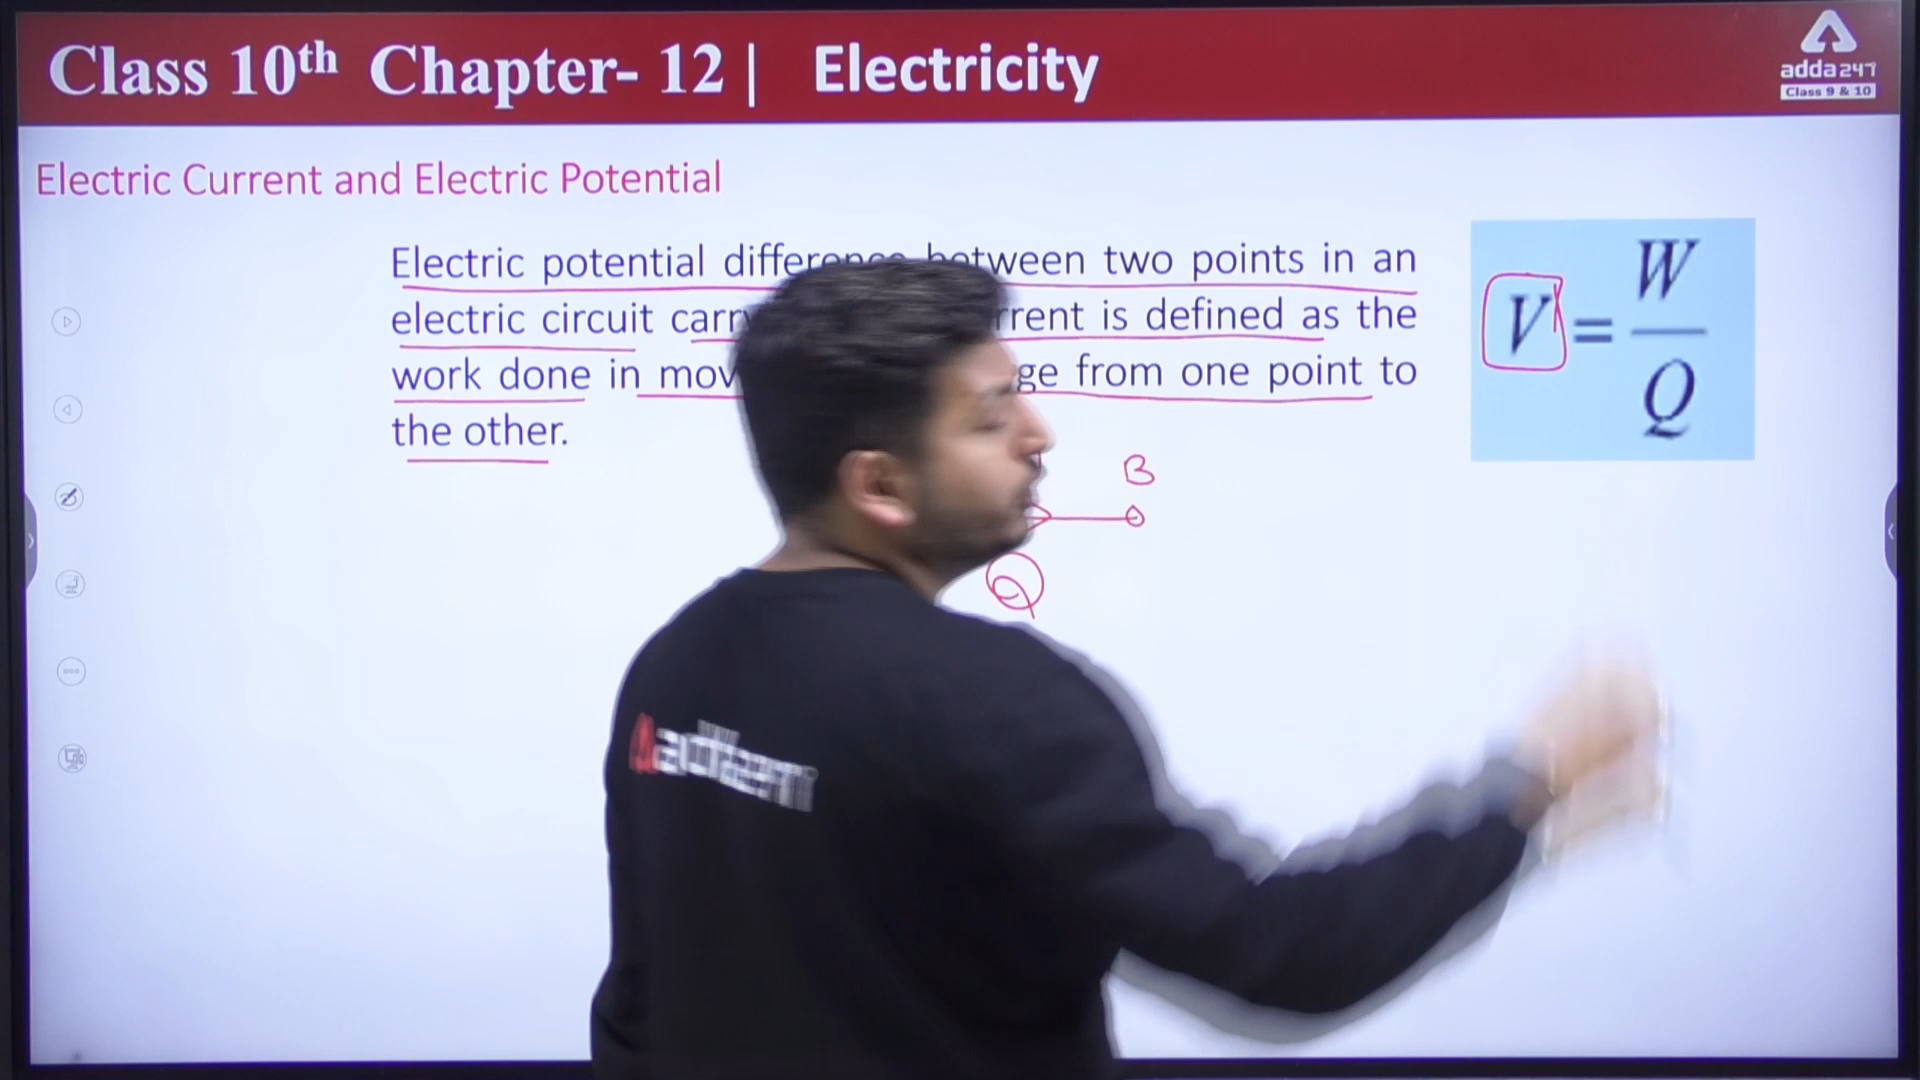 Class 10th Chapter- 12 | Electricity
adda247
Class 9 & 10
Electric Current and Electric Potential
Electric potential difference between two points in an
electric circuit carr rrent is defined as the
work done in mov ge from one point to
the other.
V = W
Q
B
Q